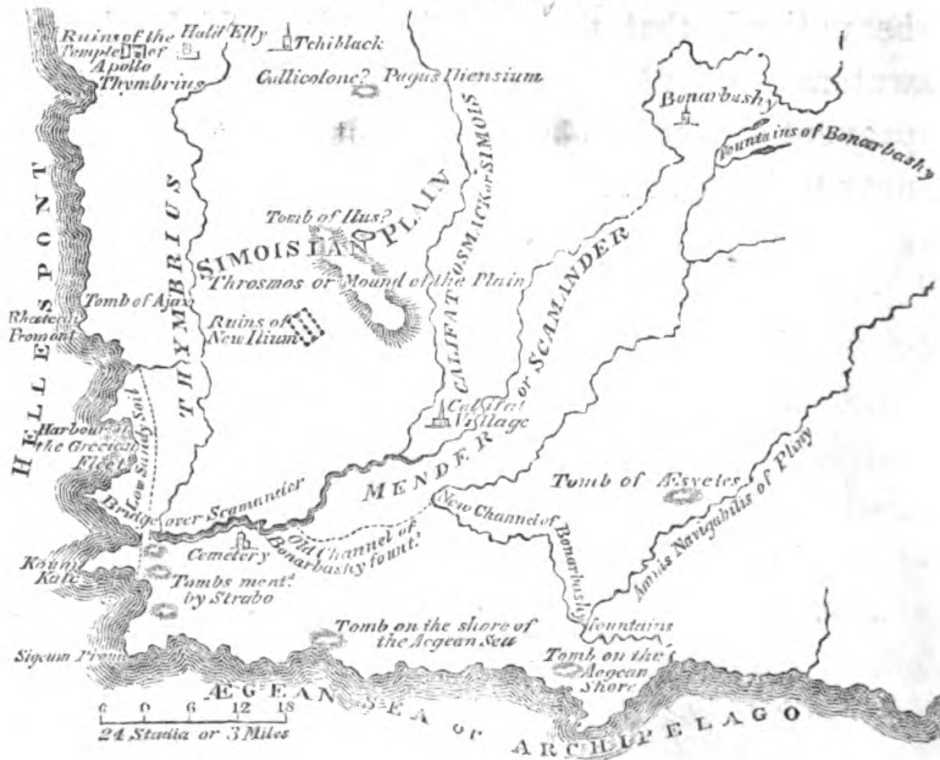 Ruins of the
Temple of
Apollo
Thymbrius
Halil Elly
Tchiblack
Callicolone?
Pagus Iliensium
Bonarbashy
Fountains of Bonarbashy
HELLESPONT
THYMBRIUS
SIMOISIAN PLAIN
CALIFAT OSMACK or SIMOIS
Tomb of Ilus?
Throsmos or Mound of the Plain
Tomb of Ajax
Ruins of
New Ilium
Promont
MENDER or SCAMANDER
Califat
Village
Low Sandy Soil
Harbour of
the Grecian
Fleet
Bridge over Scamander
Tomb of Æsyetes
New Channel of Bonarbashy Fountains
Amnis Navigabilis of Pliny
Old Channel of
Bonarbashy fount.s
Cemetery
Koum
Kale
Tombs ment.d
by Strabo
Tomb on the shore of
the Aegean Sea
Tomb on the
Aegean
Shore
Sigeum Prom
ÆGEAN SEA or ARCHIPELAGO
6 0 6 12 18
24 Stadia or 3 Miles